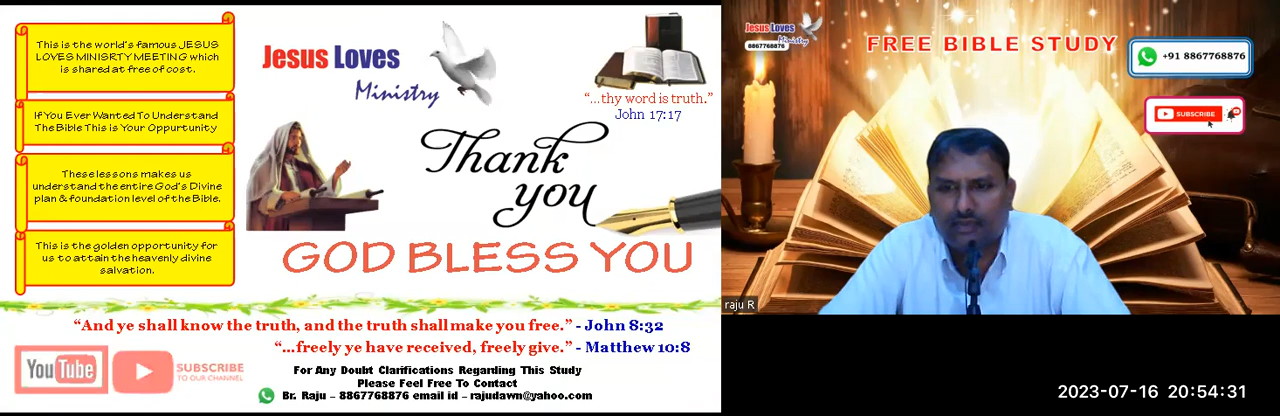 This is the world's famous JESUS
LOVES MINISRTY MEETING which
is shared at free of cost.
If You Ever Wanted To Understand
The Bible This is Your Oppurtunity
These lessons makes us
understand the entire God's Divine
plan & foundation level of the Bible.
This is the golden opportunity for
us to attain the heavenly divine
salvation.
Jesus Loves
Ministry
"...thy word is truth."
John 17:17
Thank
you
GOD BLESS YOU
"And ye shall know the truth, and the truth shall make you free." - John 8:32
"...freely ye have received, freely give." - Matthew 10:8
YouTube
SUBSCRIBE
TO OUR CHANNEL
For Any Doubt Clarifications Regarding This Study
Please Feel Free To Contact
Br. Raju - 8867768876 email id - rajudawn@yahoo.com
Jesus Loves
Ministry
8867768876
FREE BIBLE STUDY
+91 8867768876
SUBSCRIBE
raju R
2023-07-16 20:54:31